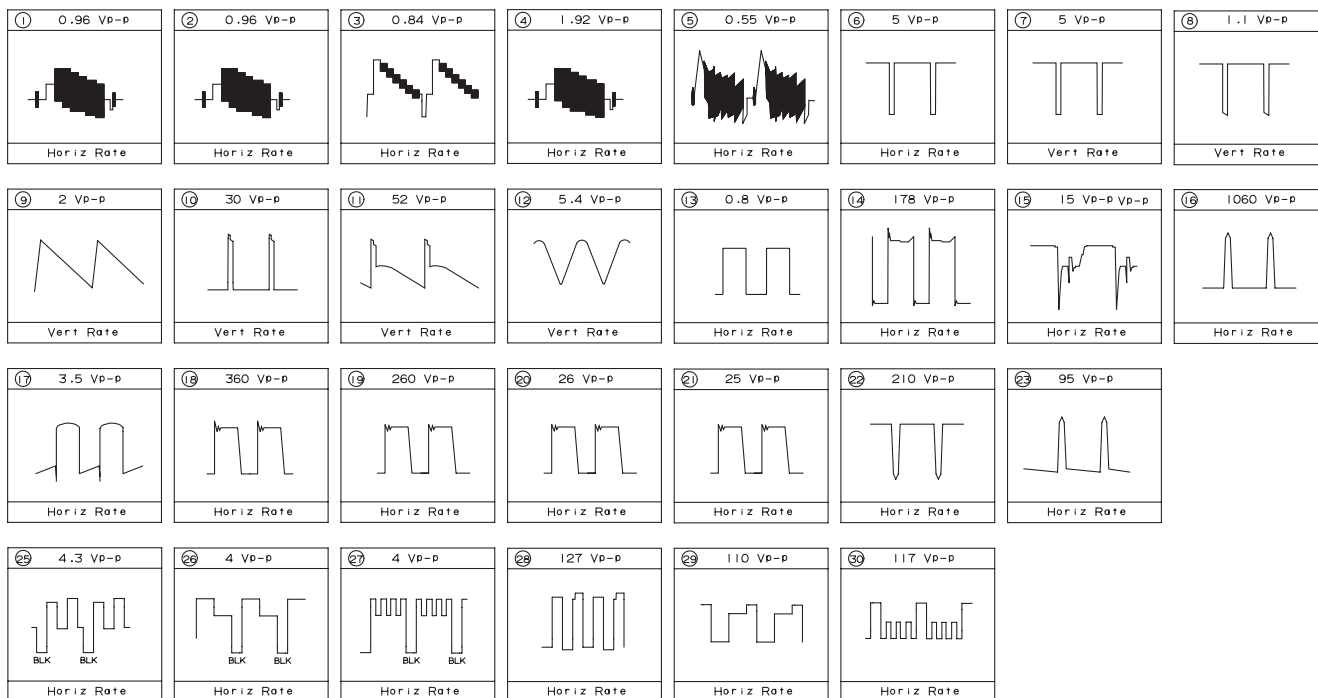 ① 0.96 Vp-p
② 0.96 Vp-p
③ 0.84 Vp-p
④ 1.92 Vp-p
⑤ 0.55 Vp-p
⑥ 5 Vp-p
⑦ 5 Vp-p
⑧ 1.1 Vp-p
Horiz Rate
Horiz Rate
Horiz Rate
Horiz Rate
Horiz Rate
Horiz Rate
Vert Rate
Vert Rate
⑨ 2 Vp-p
⑩ 30 Vp-p
⑪ 52 Vp-p
⑫ 5.4 Vp-p
⑬ 0.8 Vp-p
⑭ 178 Vp-p
⑮ 15 Vp-p Vp-p
⑯ 1060 Vp-p
Vert Rate
Vert Rate
Vert Rate
Vert Rate
Horiz Rate
Horiz Rate
Horiz Rate
Horiz Rate
⑰ 3.5 Vp-p
⑱ 360 Vp-p
⑲ 260 Vp-p
⑳ 26 Vp-p
㉑ 25 Vp-p
㉒ 210 Vp-p
㉓ 95 Vp-p
Horiz Rate
Horiz Rate
Horiz Rate
Horiz Rate
Horiz Rate
Horiz Rate
Horiz Rate
㉕ 4.3 Vp-p
㉖ 4 Vp-p
㉗ 4 Vp-p
㉘ 127 Vp-p
㉙ 110 Vp-p
㉚ 117 Vp-p
BLK BLK
BLK BLK
BLK BLK
Horiz Rate
Horiz Rate
Horiz Rate
Horiz Rate
Horiz Rate
Horiz Rate